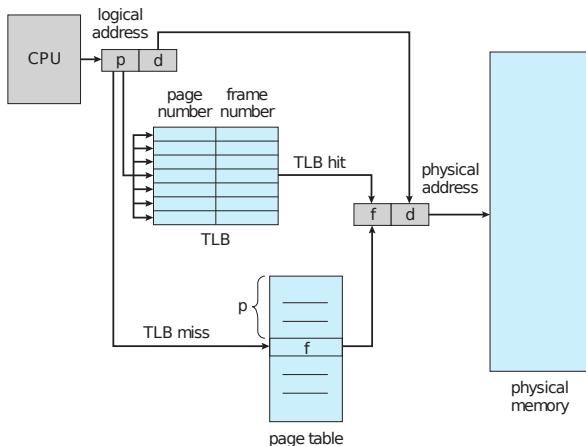 logical
address
CPU
p
d
page
number
frame
number
TLB hit
physical
address
f
d
TLB
p
TLB miss
f
page table
physical
memory